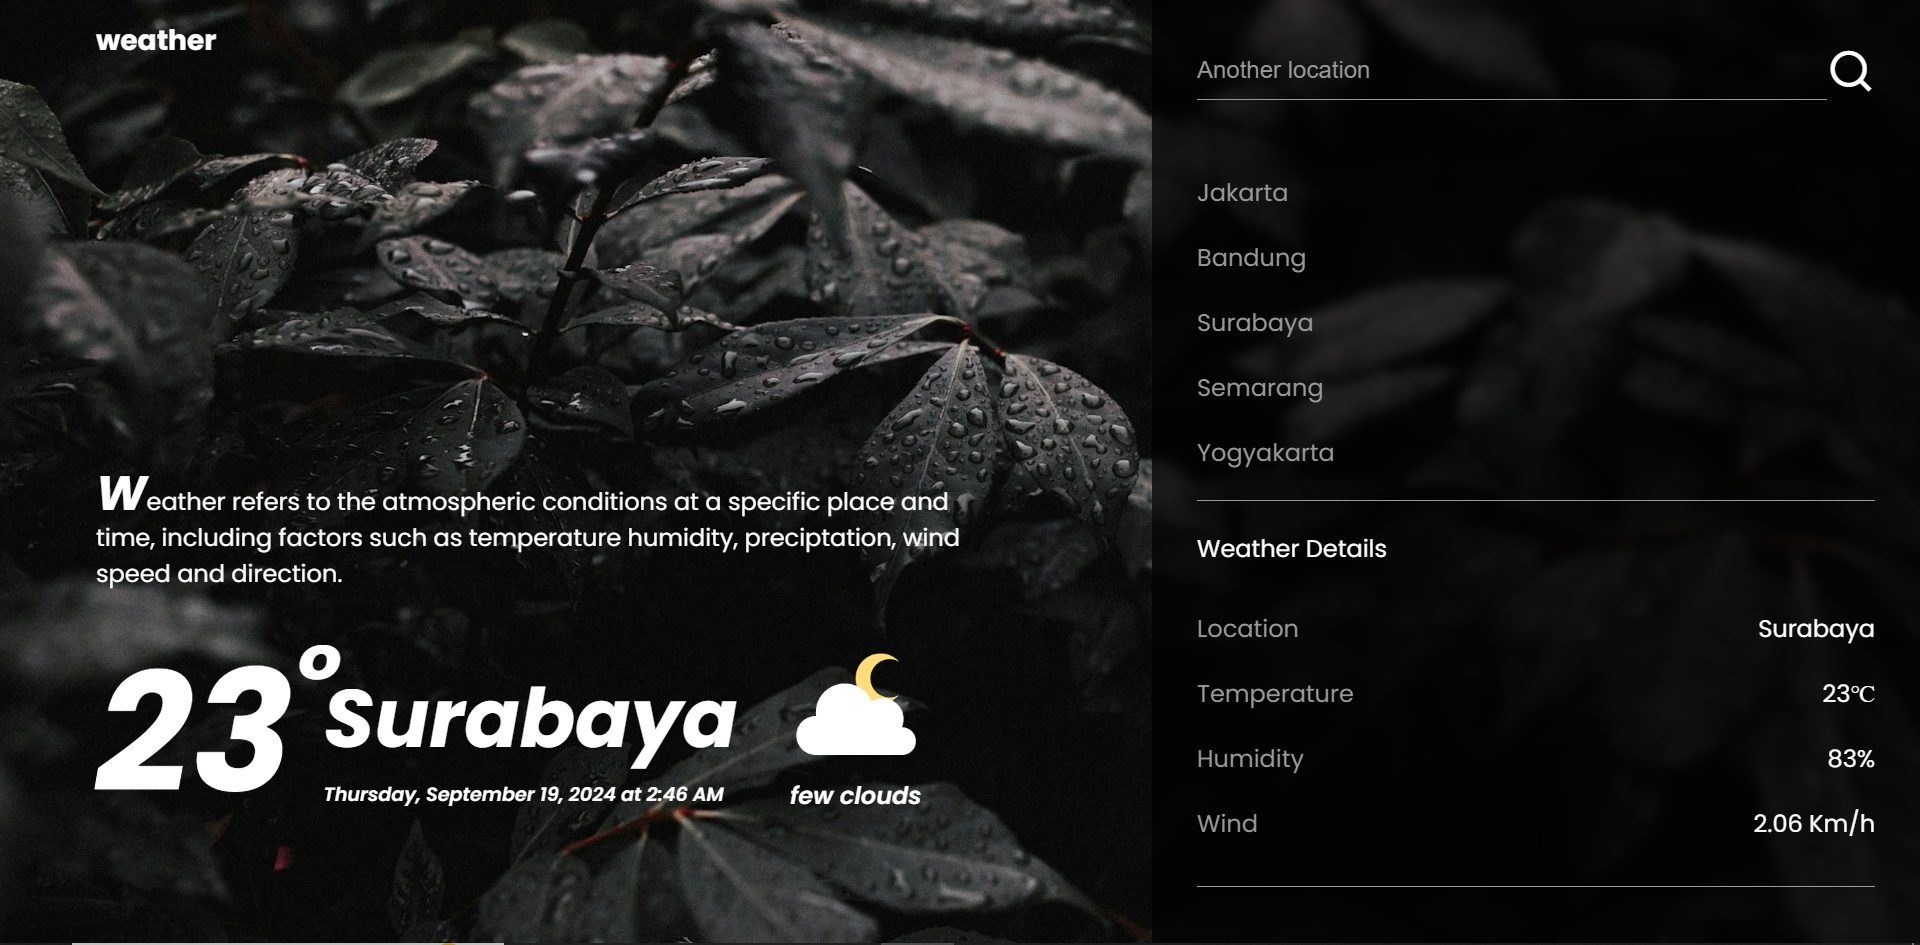 weather
Weather refers to the atmospheric conditions at a specific place and
time, including factors such as temperature humidity, preciptation, wind
speed and direction.
23°
Surabaya
Thursday, September 19, 2024 at 2:46 AM
few clouds
Another location
Jakarta
Bandung
Surabaya
Semarang
Yogyakarta
Weather Details
Location Surabaya
Temperature 23°C
Humidity 83%
Wind 2.06 Km/h